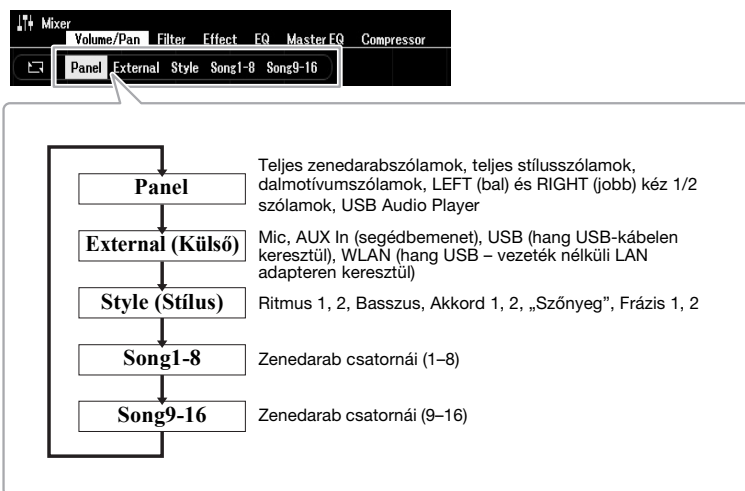 Mixer
Volume/Pan Filter Effect EQ Master EQ Compressor
Panel External Style Song1-8 Song9-16
Panel
Teljes zenedarabszólamok, teljes stílusszólamok,
dalmotívumszólamok, LEFT (bal) és RIGHT (jobb) kéz 1/2
szólamok, USB Audio Player
External (Külső)
Mic, AUX In (segédbemenet), USB (hang USB-kábelen
keresztül), WLAN (hang USB – vezeték nélküli LAN
adapteren keresztül)
Style (Stílus)
Ritmus 1, 2, Basszus, Akkord 1, 2, „Szőnyeg”, Frázis 1, 2
Song1-8
Zenedarab csatornái (1–8)
Song9-16
Zenedarab csatornái (9–16)